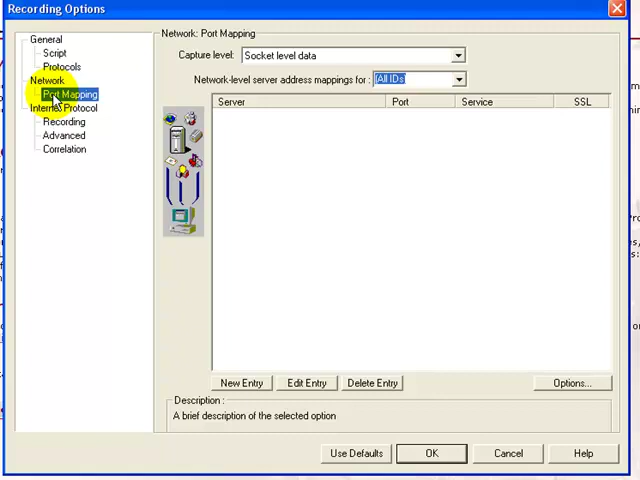 Recording Options
General
Script
Protocols
Network
Port Mapping
Internet Protocol
Recording
Advanced
Correlation
Network: Port Mapping
Capture level: Socket level data
Network-level server address mappings for : [All IDs]
Server Port Service SSL
New Entry Edit Entry Delete Entry Options...
Description :
A brief description of the selected option
Use Defaults OK Cancel Help